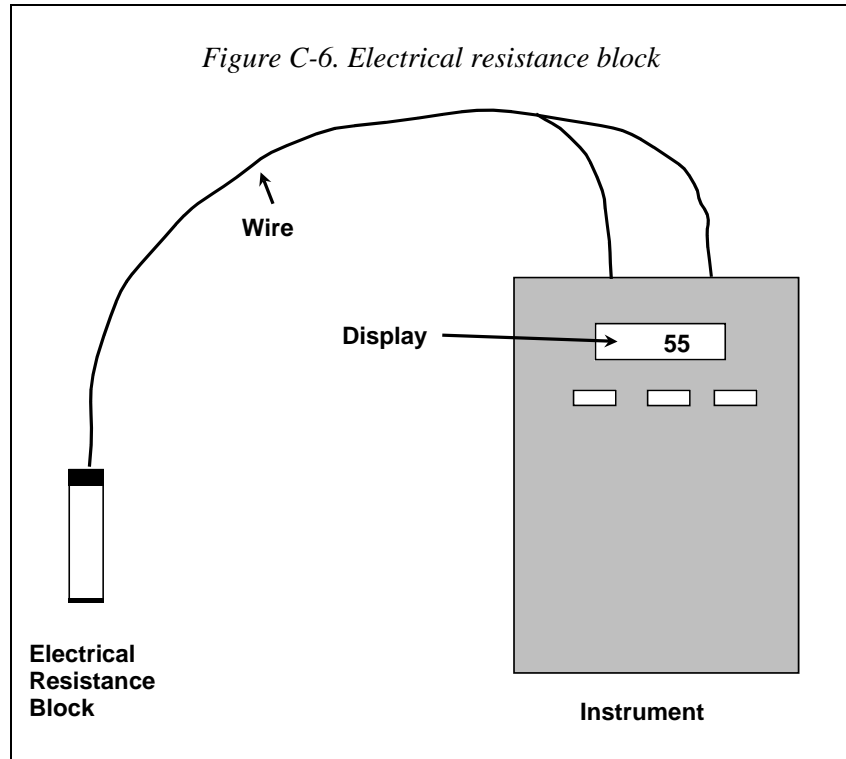 Figure C-6. Electrical resistance block
Wire
Display
55
Electrical
Resistance
Block
Instrument